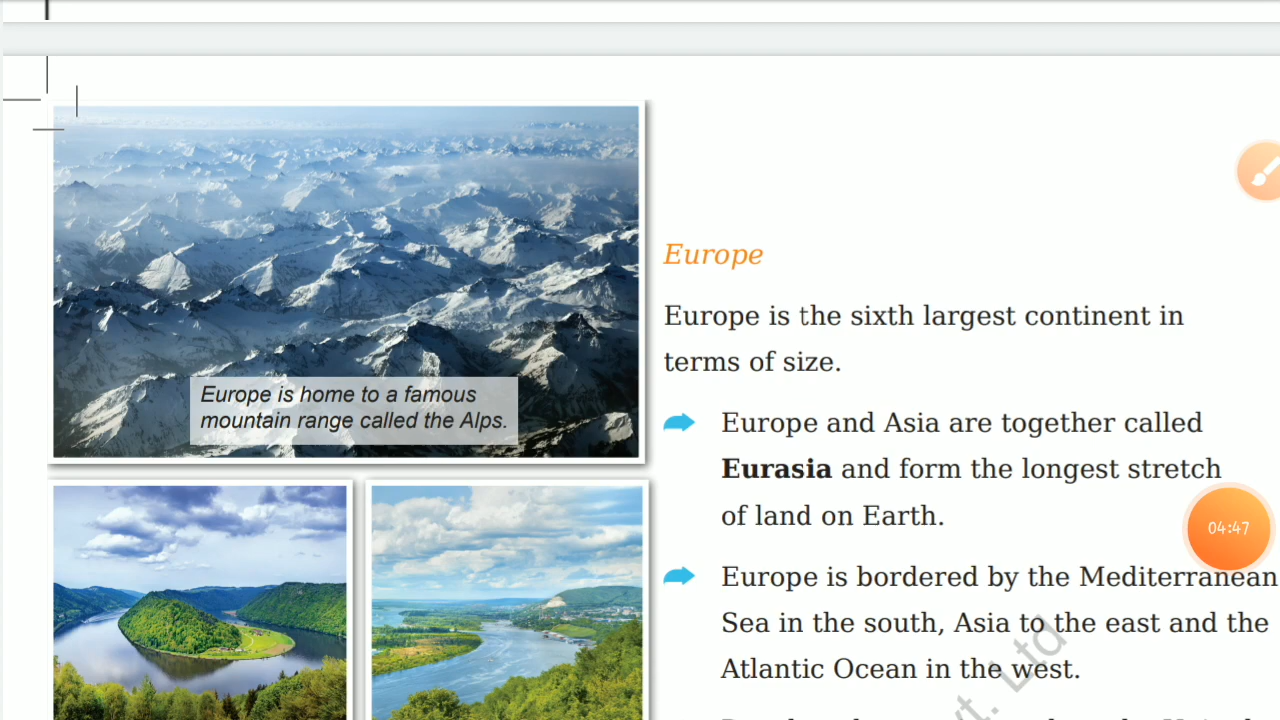 Europe is home to a famous
mountain range called the Alps.
Europe
Europe is the sixth largest continent in
terms of size.
Europe and Asia are together called
Eurasia and form the longest stretch
of land on Earth.
04:47
Europe is bordered by the Mediterranean
Sea in the south, Asia to the east and the
Atlantic Ocean in the west.
vt. Ltd